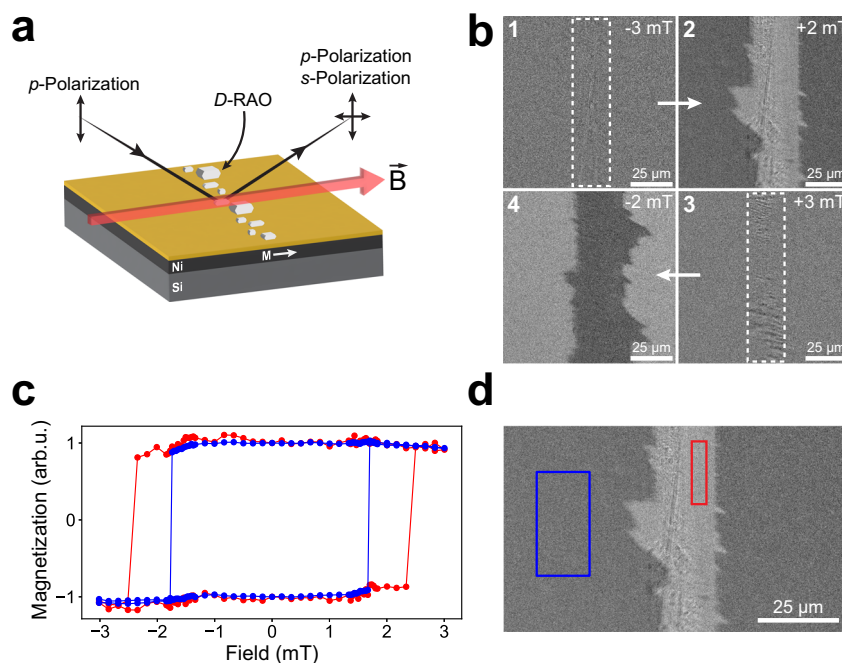 a
p-Polarization
p-Polarization
s-Polarization
D-RAO
B
M
Ni
Si
b
1
-3 mT
25 µm
2
+2 mT
25 µm
4
-2 mT
25 µm
3
+3 mT
25 µm
c
Magnetization (arb.u.)
1
0
−1
−3 −2 −1 0 1 2 3
Field (mT)
d
25 µm